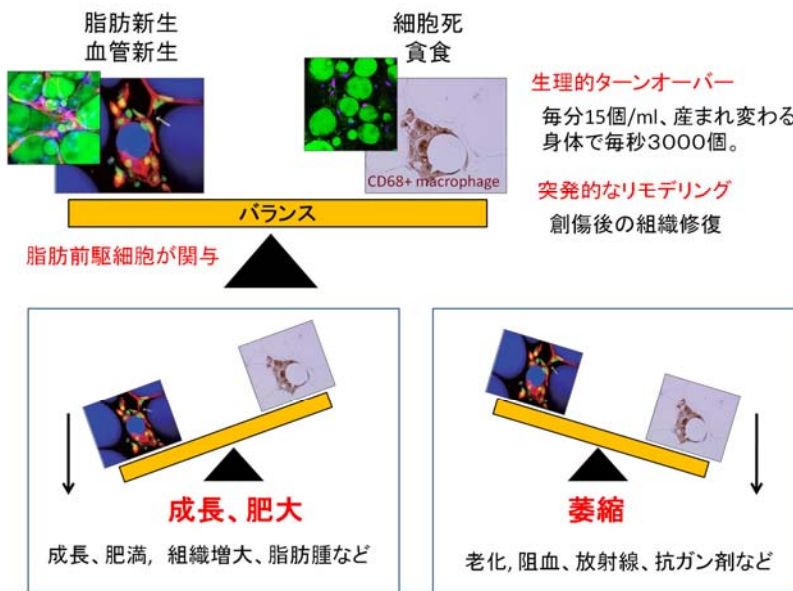 脂肪新生
血管新生
細胞死
貪食
CD68+ macrophage
生理的ターンオーバー
毎分15個/ml、産まれ変わる
身体で毎秒3000個。
突発的なリモデリング
創傷後の組織修復
バランス
脂肪前駆細胞が関与
成長、肥大
成長、肥満, 組織増大、脂肪腫など
萎縮
老化, 阻血、放射線、抗ガン剤など